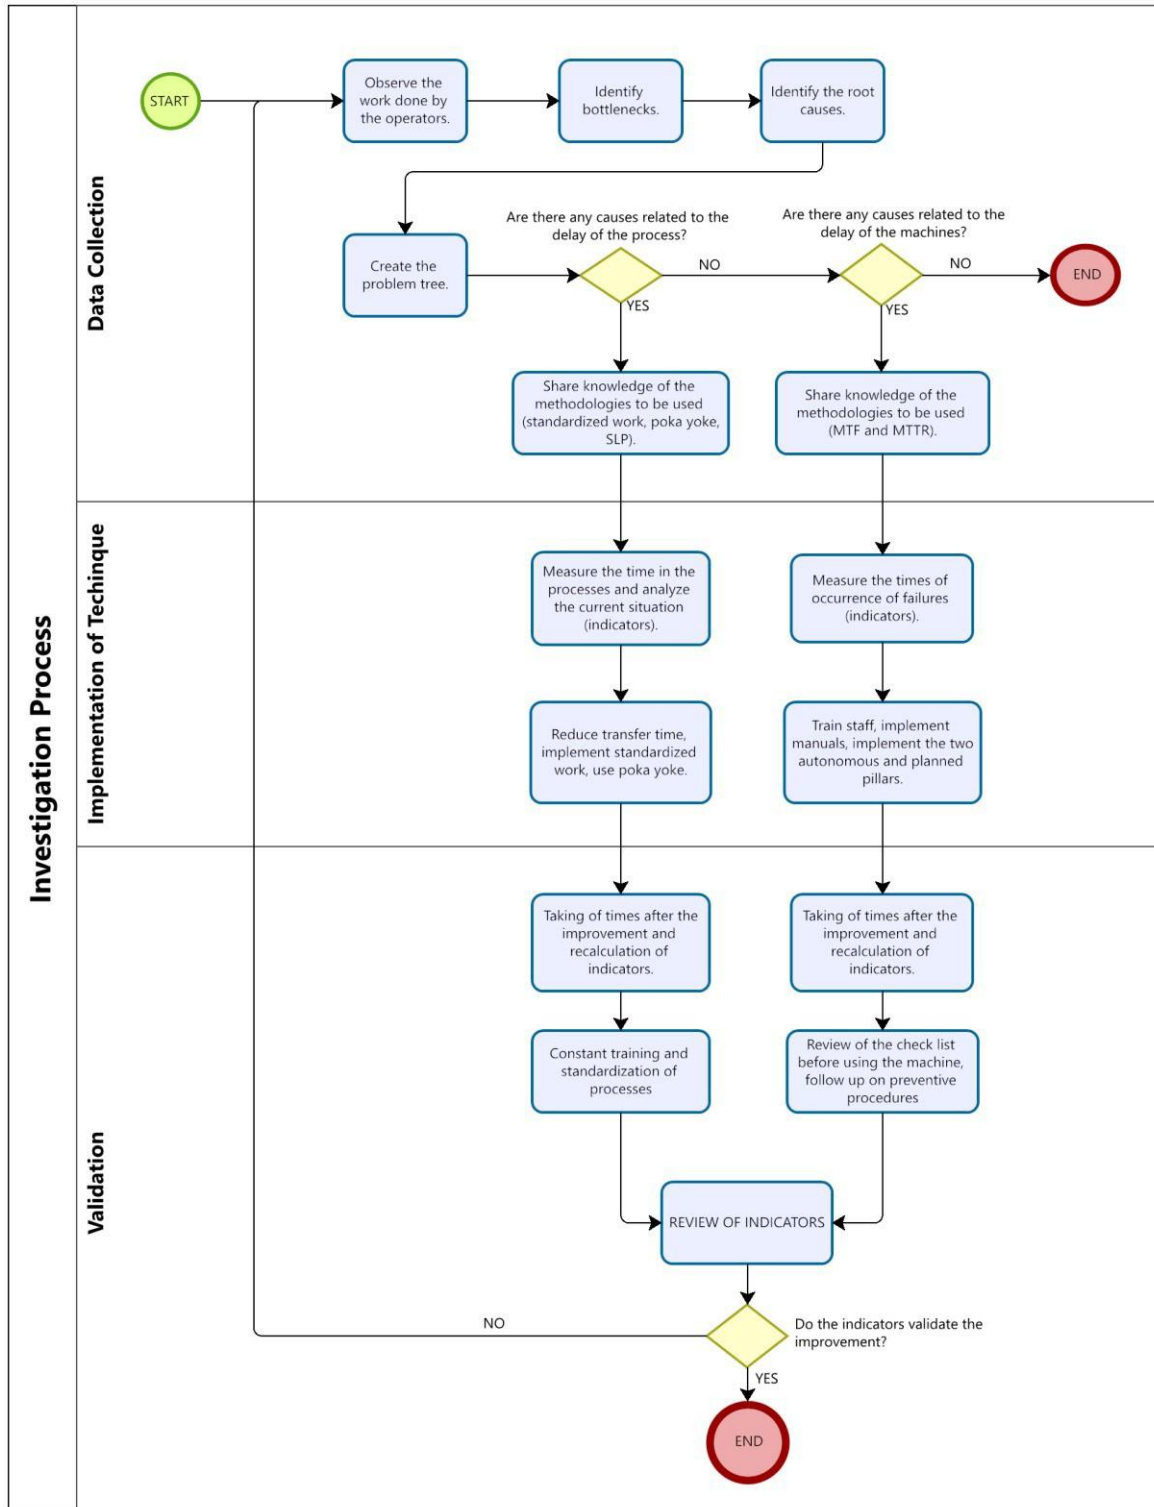 Investigation Process
Data Collection
START
Observe the
work done by
the operators.
Identify
bottlenecks.
Identify the root
causes.
Create the
problem tree.
Are there any causes related to the
delay of the process?
NO
YES
Are there any causes related to the
delay of the machines?
NO
YES
END
Share knowledge of the
methodologies to be used
(standardized work, poka yoke,
SLP).
Share knowledge of the
methodologies to be used
(MTF and MTTR).
Implementation of Techinque
Measure the time in the
processes and analyze
the current situation
(indicators).
Measure the times of
occurrence of failures
(indicators).
Reduce transfer time,
implement standardized
work, use poka yoke.
Train staff, implement
manuals, implement the two
autonomous and planned
pillars.
Validation
Taking of times after the
improvement and
recalculation of
indicators.
Taking of times after the
improvement and
recalculation of
indicators.
Constant training and
standardization of
processes
Review of the check list
before using the machine,
follow up on preventive
procedures
REVIEW OF INDICATORS
Do the indicators validate the
improvement?
NO
YES
END